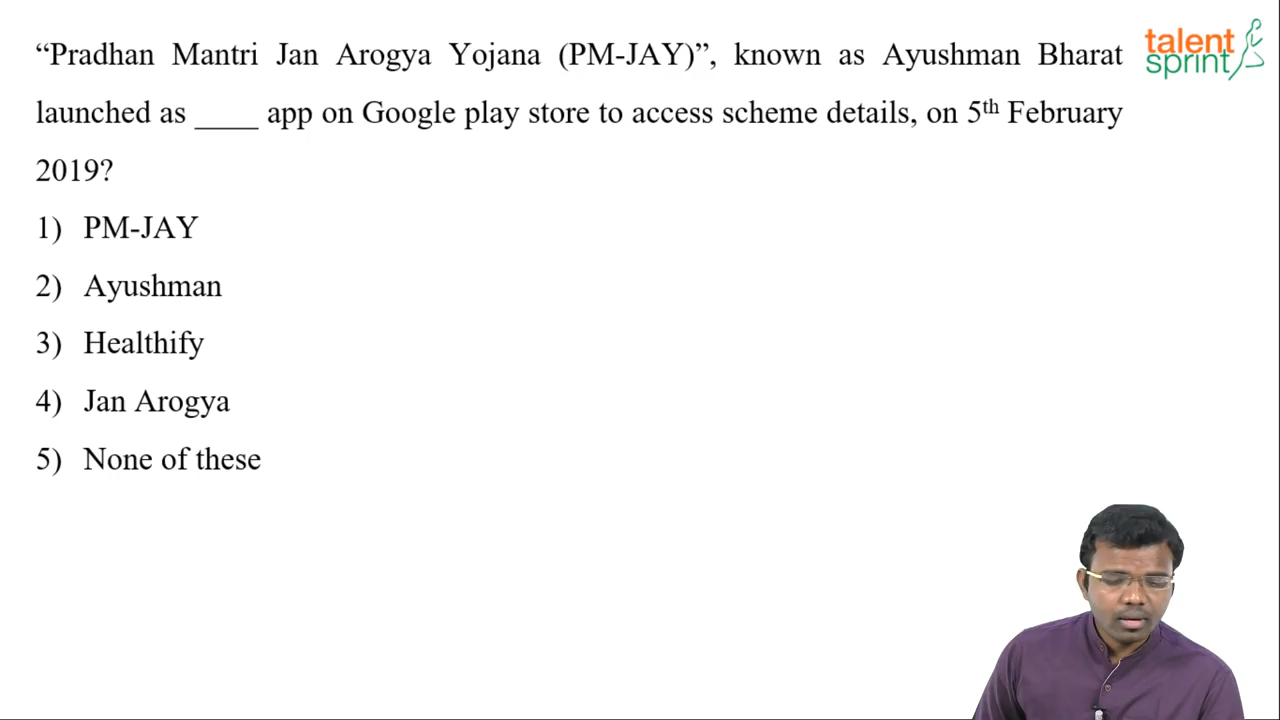 “Pradhan Mantri Jan Arogya Yojana (PM-JAY)”, known as Ayushman Bharat
launched as ____ app on Google play store to access scheme details, on 5th February
2019?
1) PM-JAY
2) Ayushman
3) Healthify
4) Jan Arogya
5) None of these
talent
sprint